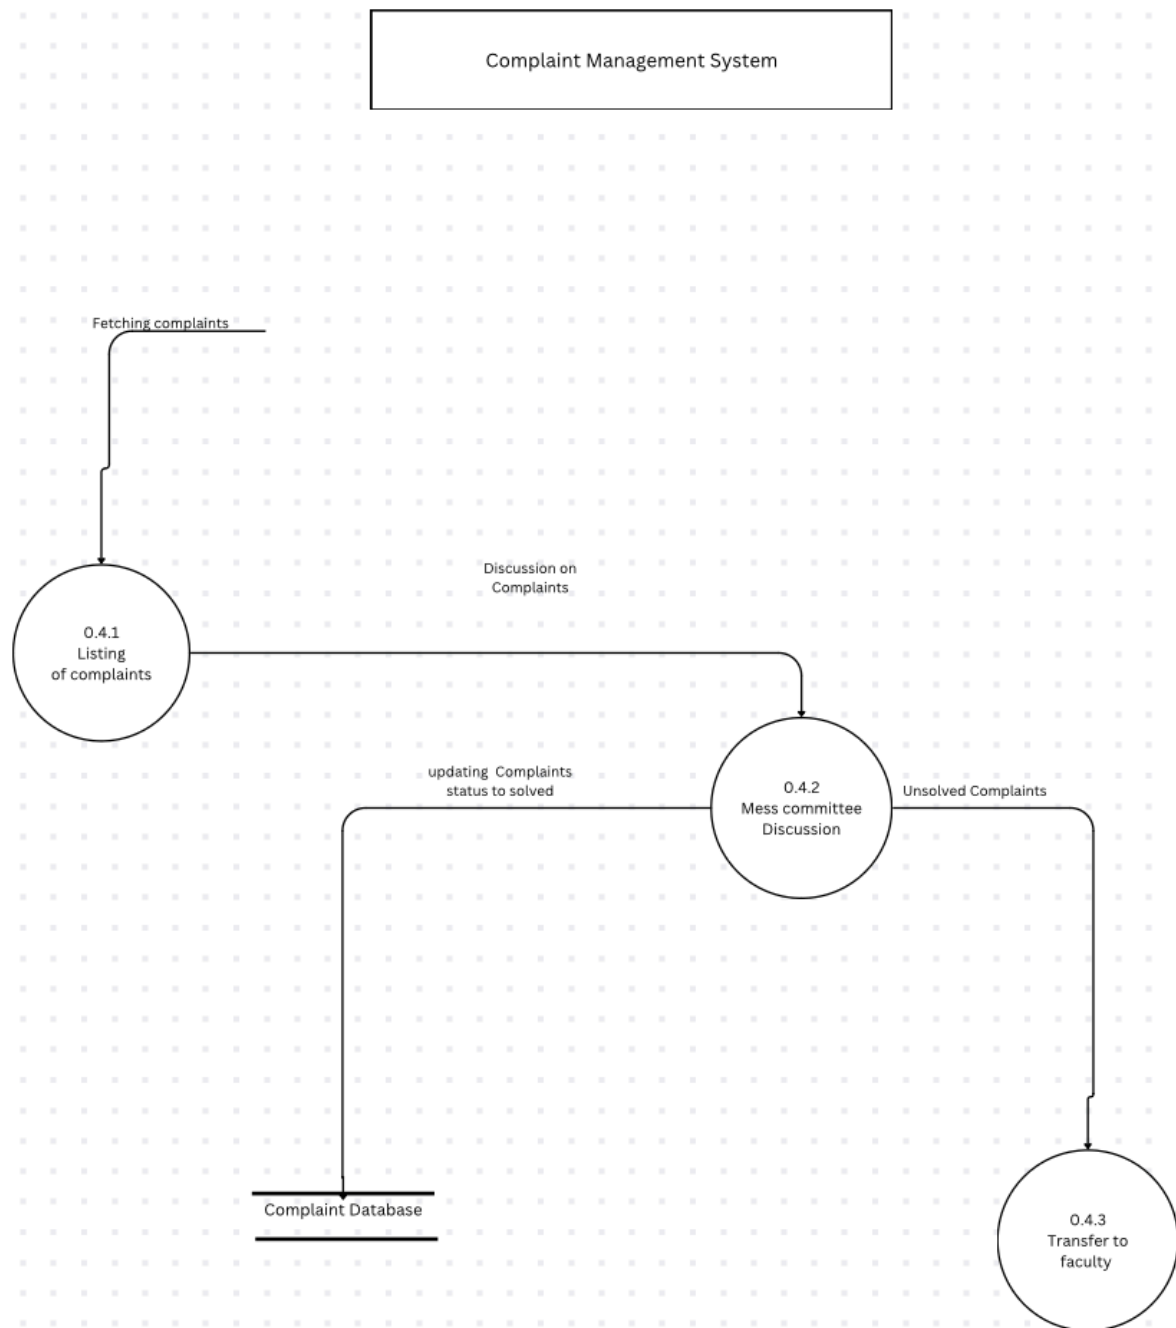 Complaint Management System
Fetching complaints
Discussion on
Complaints
0.4.1
Listing
of complaints
updating  Complaints
status to solved
0.4.2
Mess committee
Discussion
Unsolved Complaints
Complaint Database
0.4.3
Transfer to
faculty